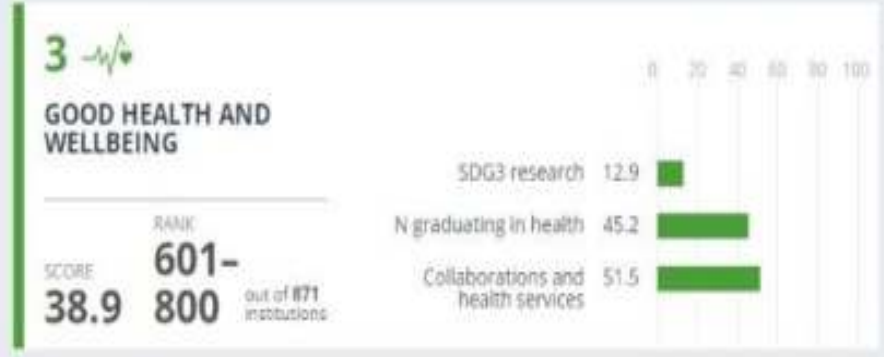 3
GOOD HEALTH AND
WELLBEING
SCORE
38.9
RANK
601–
800
out of 871
institutions
0 20 40 60 80 100
SDG3 research 12.9
N graduating in health 45.2
Collaborations and 51.5
health services